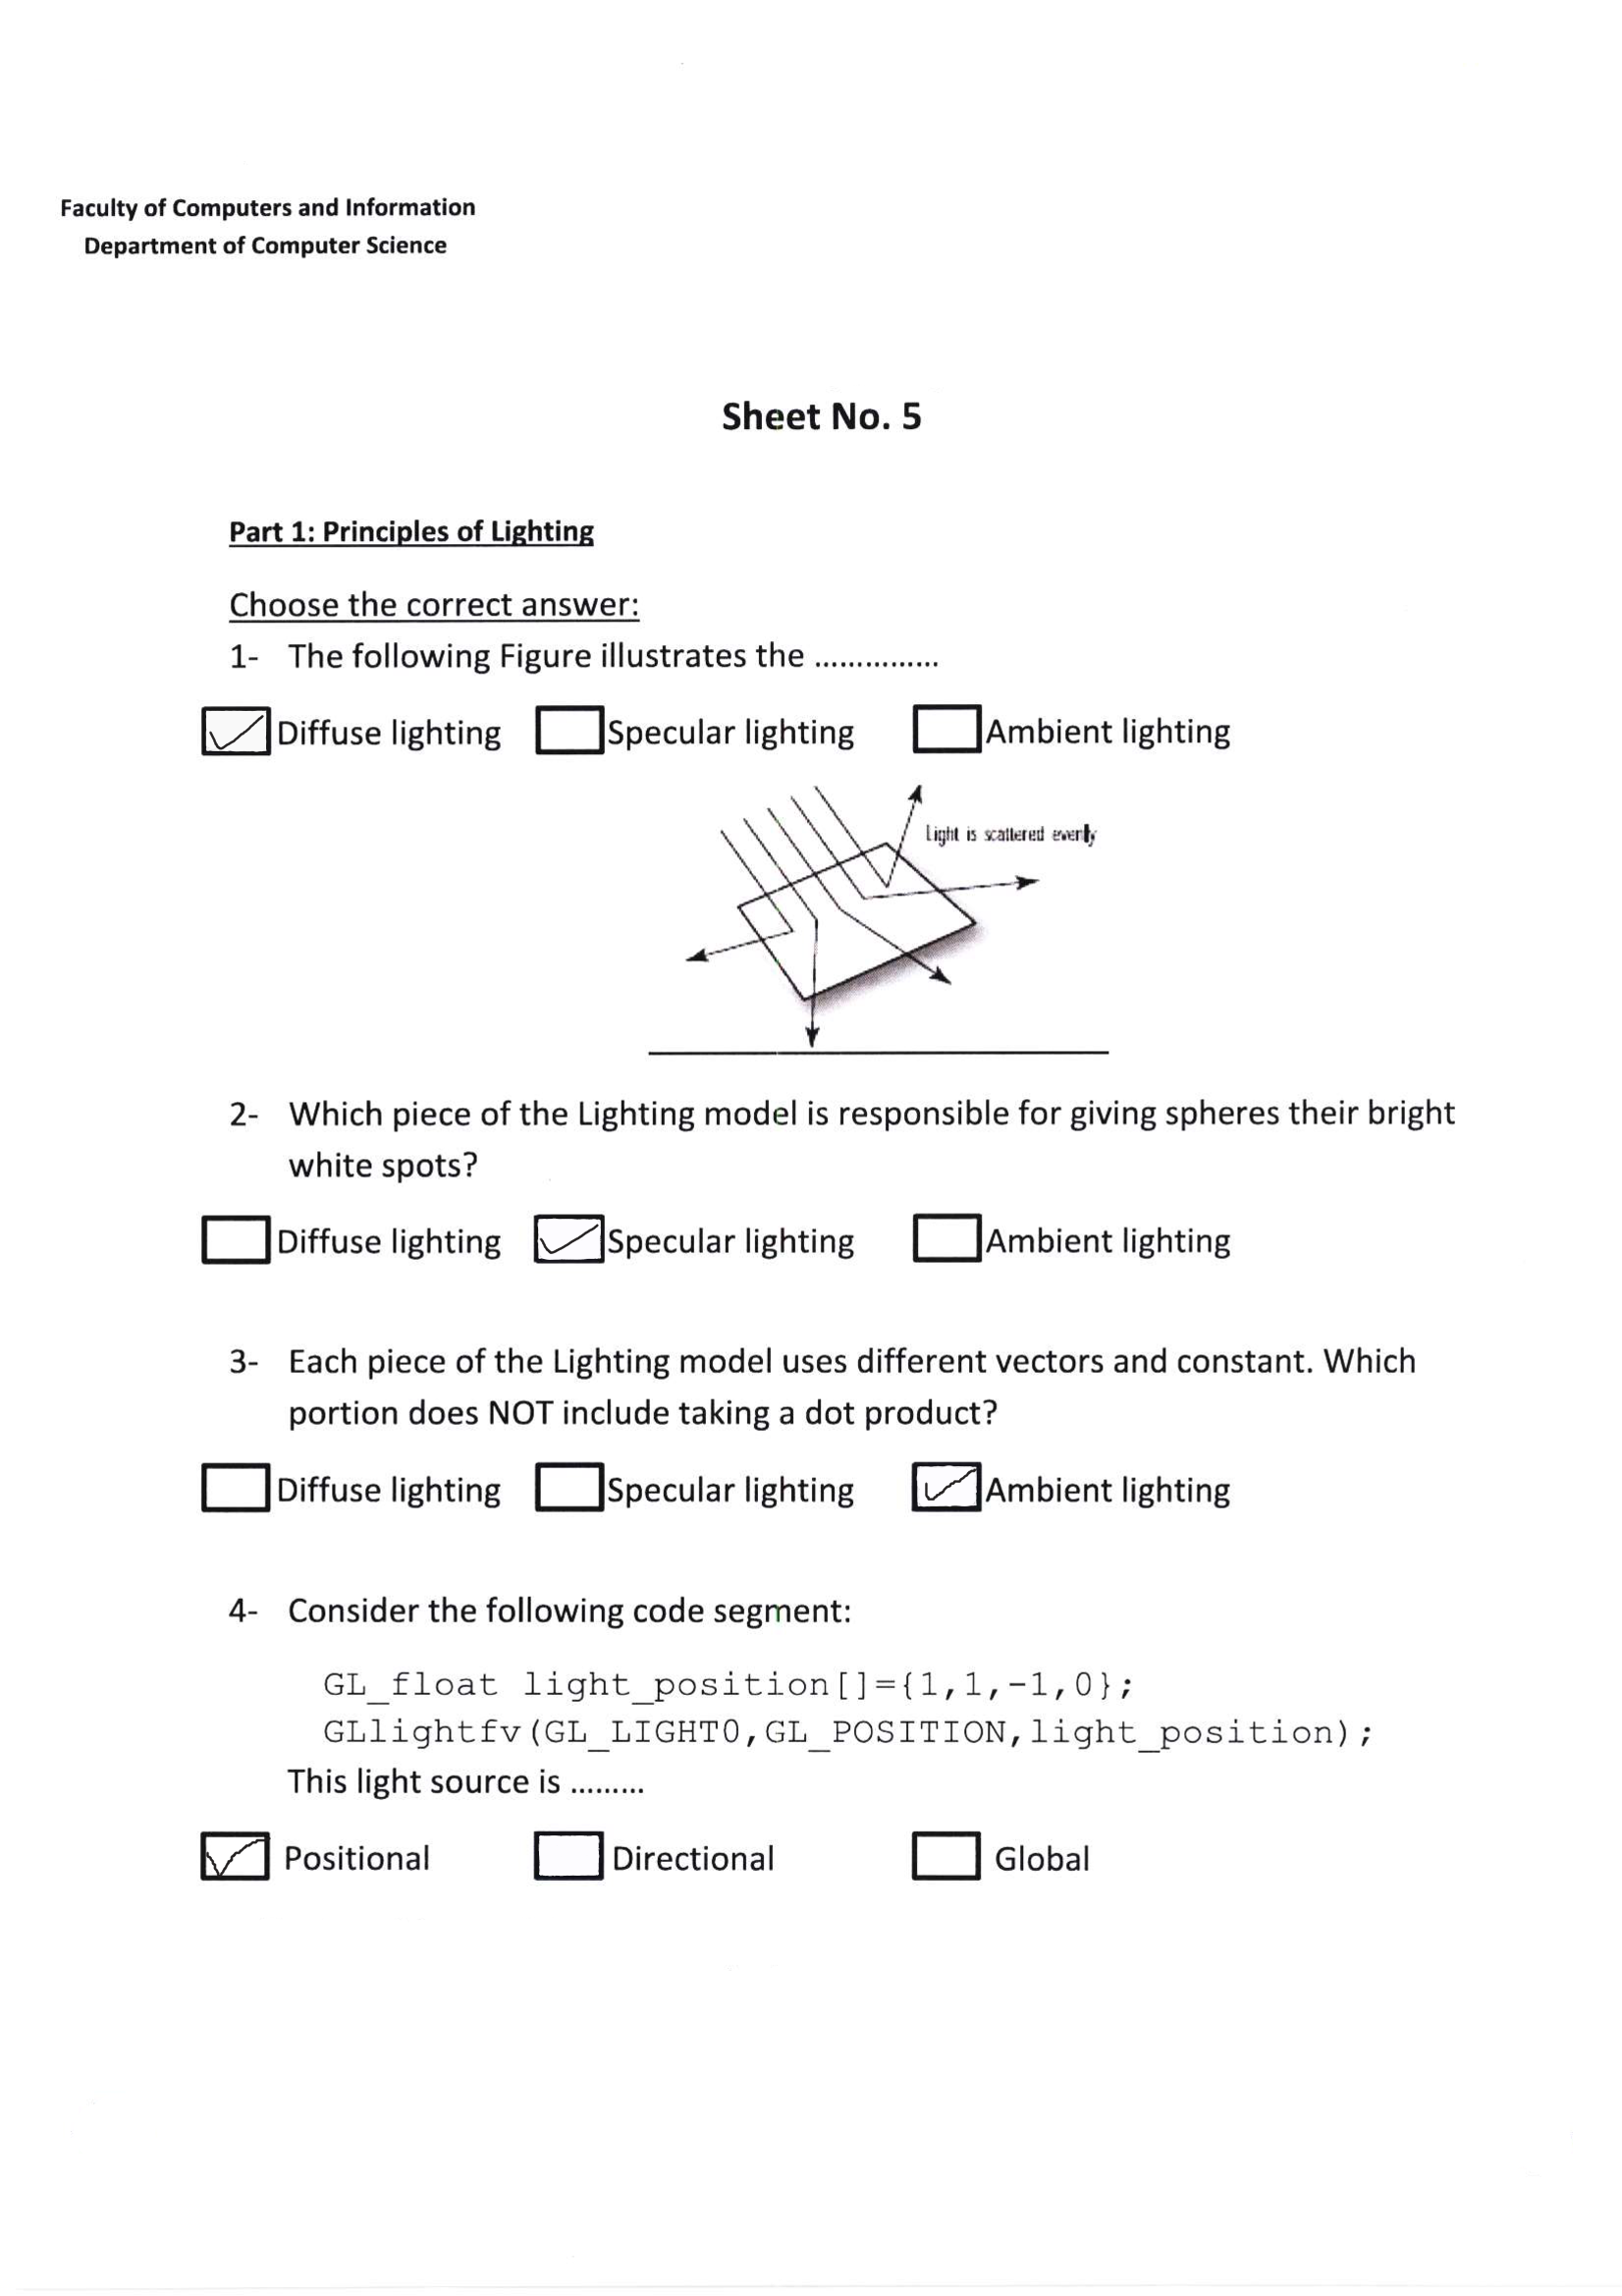 Faculty of Computers and Information
Department of Computer Science
Sheet No. 5
Part 1: Principles of Lighting
Choose the correct answer:
1- The following Figure illustrates the ...............
Diffuse lighting Specular lighting Ambient lighting
Light is scattered evenly
2- Which piece of the Lighting model is responsible for giving spheres their bright
white spots?
Diffuse lighting Specular lighting Ambient lighting
3- Each piece of the Lighting model uses different vectors and constant. Which
portion does NOT include taking a dot product?
Diffuse lighting Specular lighting Ambient lighting
4- Consider the following code segment:
GL_float light_position[]={1,1,-1,0};
GLlightfv(GL_LIGHT0,GL_POSITION,light_position);
This light source is .........
Positional Directional Global